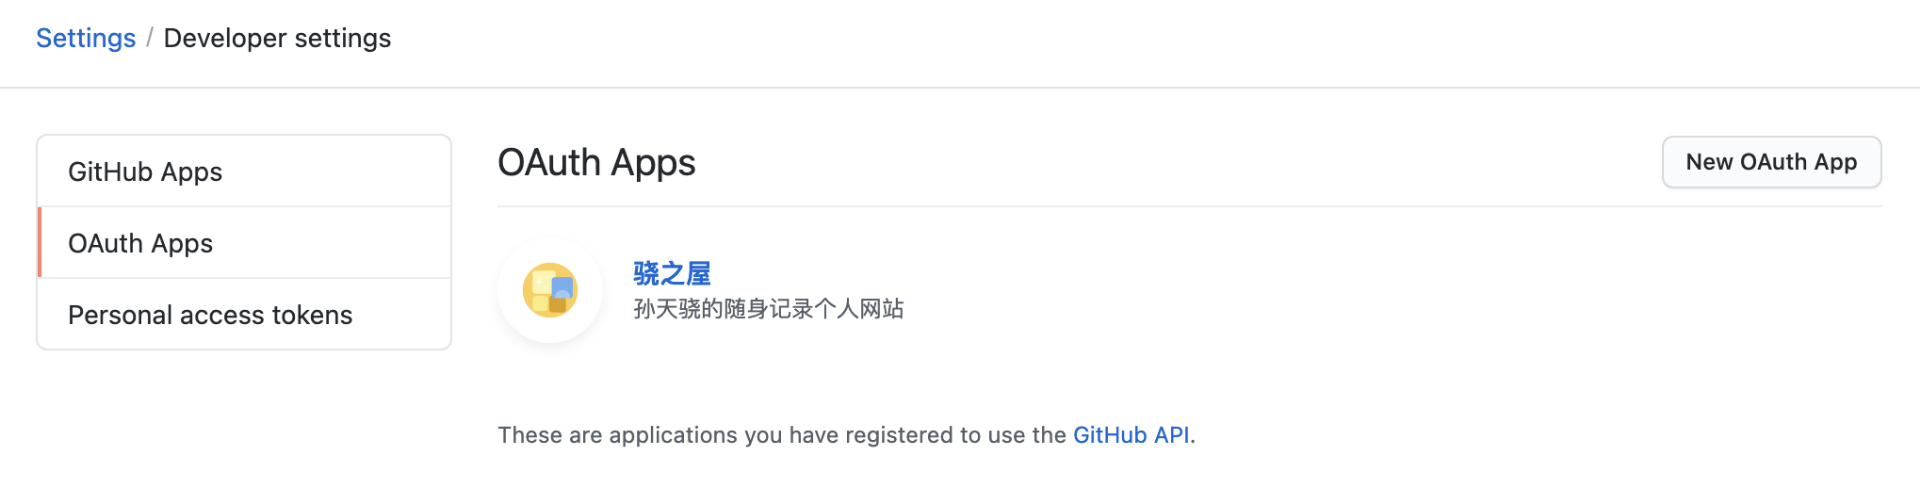 Settings / Developer settings
GitHub Apps
OAuth Apps
Personal access tokens
OAuth Apps
New OAuth App
骁之屋
孙天骁的随身记录个人网站
These are applications you have registered to use the GitHub API.